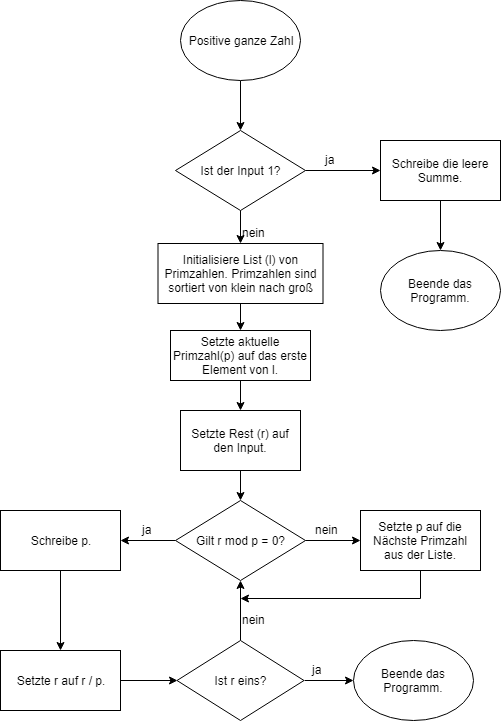 Positive ganze Zahl
Ist der Input 1?
ja
Schreibe die leere
Summe.
nein
Beende das
Programm.
Initialisiere List (l) von
Primzahlen. Primzahlen sind
sortiert von klein nach groß
Setzte aktuelle
Primzahl(p) auf das erste
Element von l.
Setzte Rest (r) auf
den Input.
Schreibe p.
ja
Gilt r mod p = 0?
nein
Setzte p auf die
Nächste Primzahl
aus der Liste.
nein
Setzte r auf r / p.
Ist r eins?
ja
Beende das
Programm.